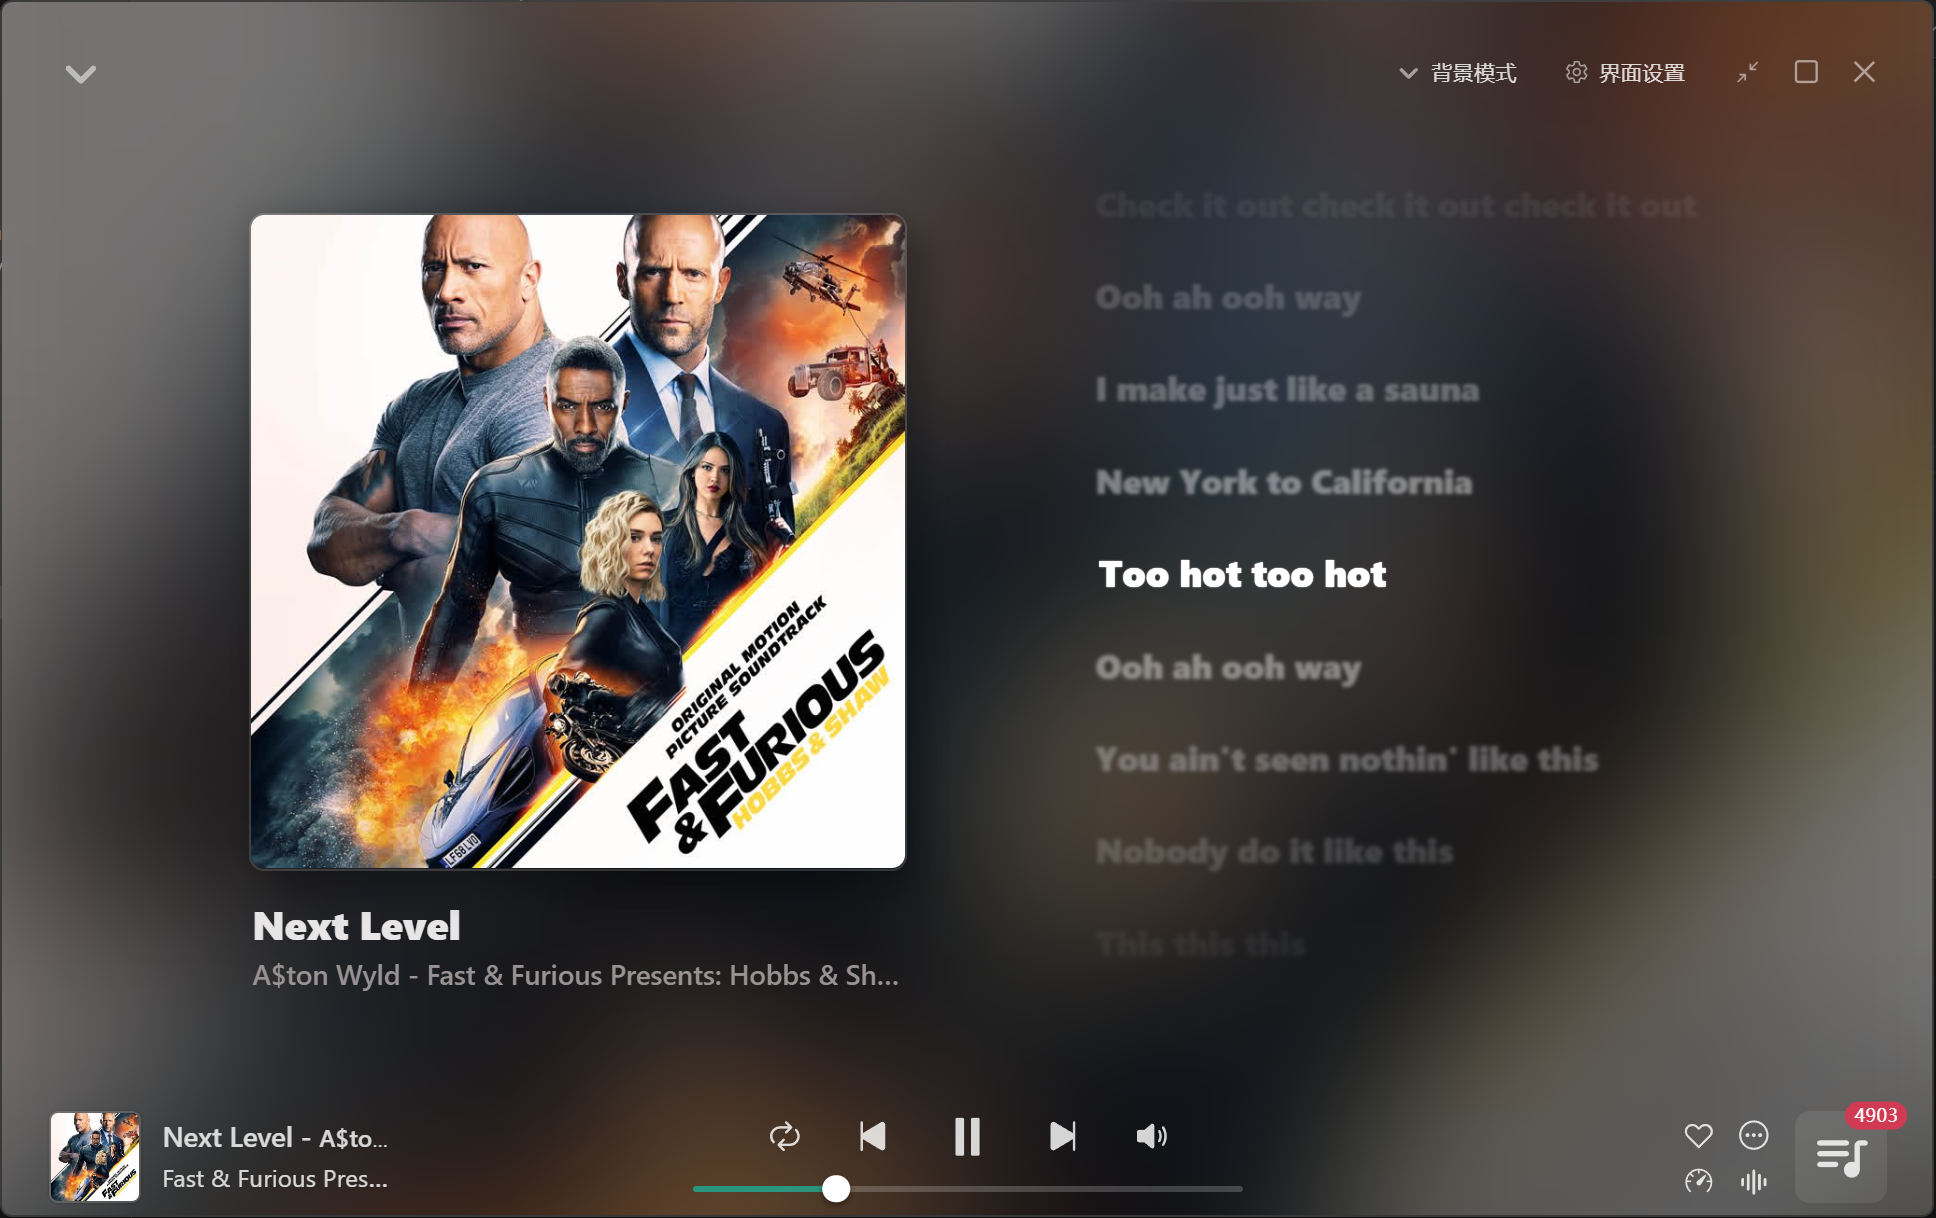 背景模式
界面设置
Check it out check it out check it out
Ooh ah ooh way
I make just like a sauna
New York to California
Too hot too hot
Ooh ah ooh way
You ain't seen nothin' like this
Nobody do it like this
This this this
ORIGINAL MOTION
PICTURE SOUNDTRACK
FAST
& FURIOUS
HOBBS & SHAW
LF68 LVO
Next Level
A$ton Wyld - Fast & Furious Presents: Hobbs & Sh...
Next Level - A$to...
Fast & Furious Pres...
4903